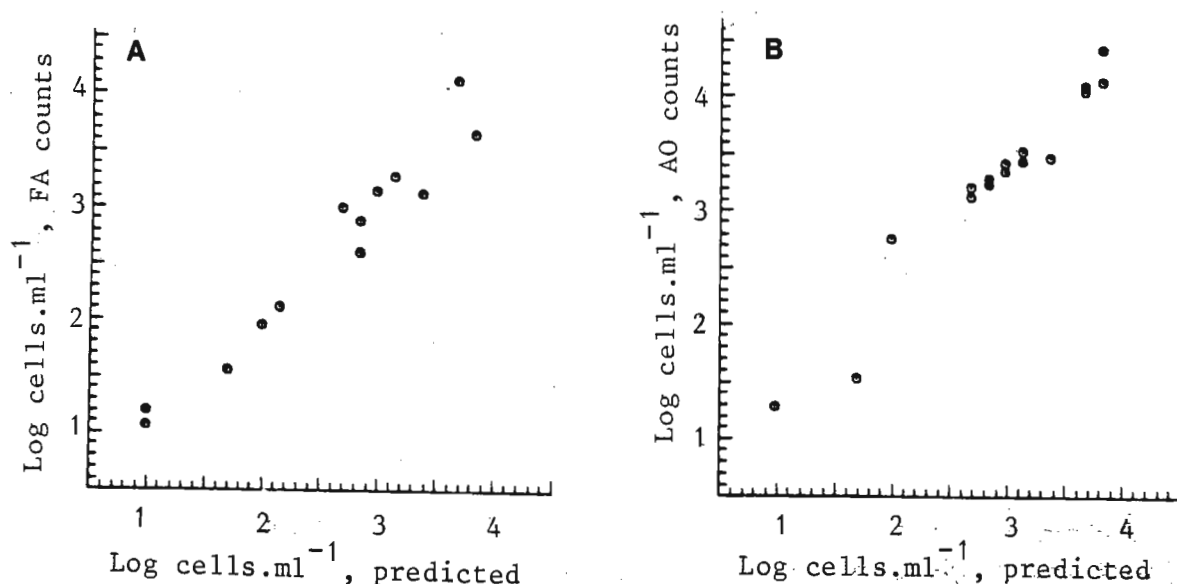 A
Log cells.ml⁻¹, FA counts
4
3
2
1
1 2 3 4
Log cells.ml⁻¹, predicted
B
Log cells.ml⁻¹, AO counts
4
3
2
1
1 2 3 4
Log cells.ml⁻¹, predicted